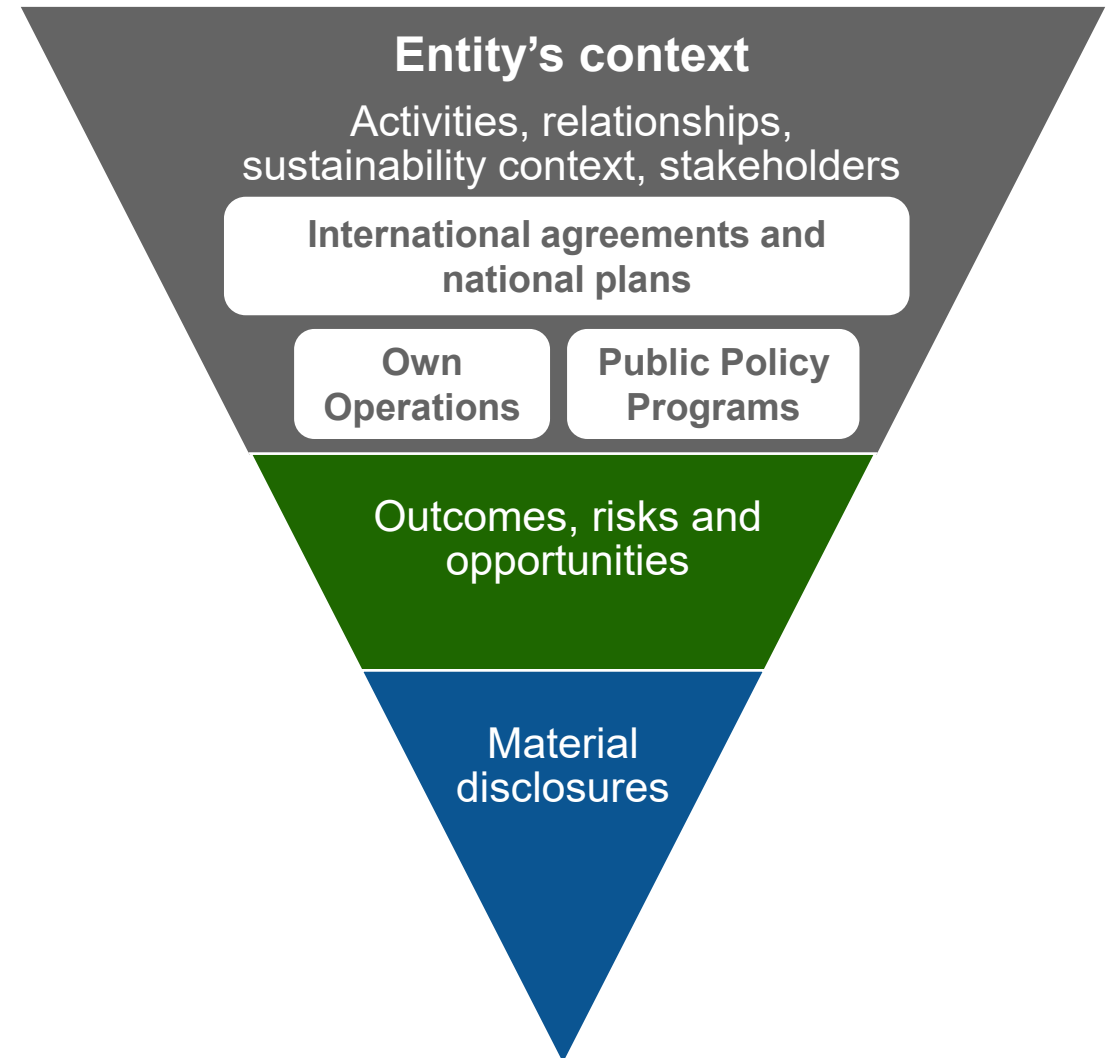 Entity’s context
Activities, relationships,
sustainability context, stakeholders
International agreements and
national plans
Own
Operations
Public Policy
Programs
Outcomes, risks and
opportunities
Material
disclosures